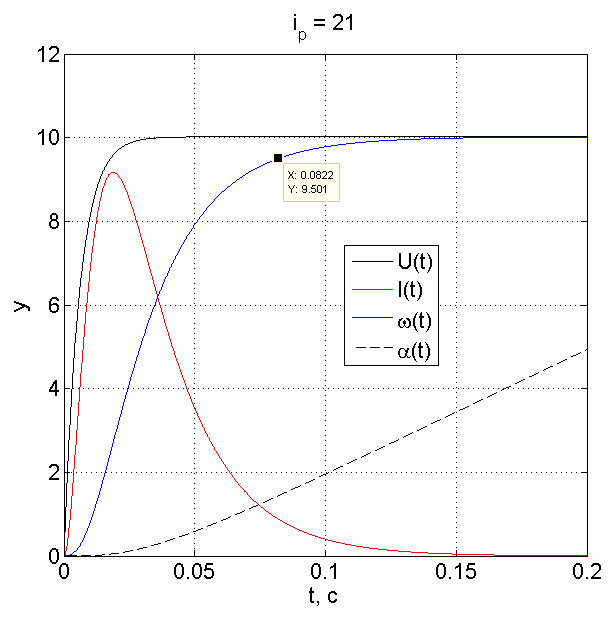 i_p = 21
12
10
8
6
4
2
0
y
X: 0.0822
Y: 9.501
U(t)
I(t)
ω(t)
α(t)
0 0.05 0.1 0.15 0.2
t, c